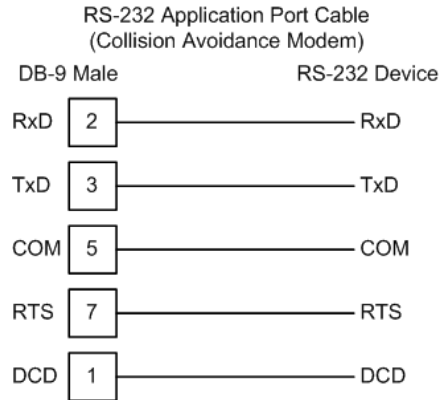 RS-232 Application Port Cable
(Collision Avoidance Modem)
DB-9 Male RS-232 Device
RxD 2 RxD
TxD 3 TxD
COM 5 COM
RTS 7 RTS
DCD 1 DCD